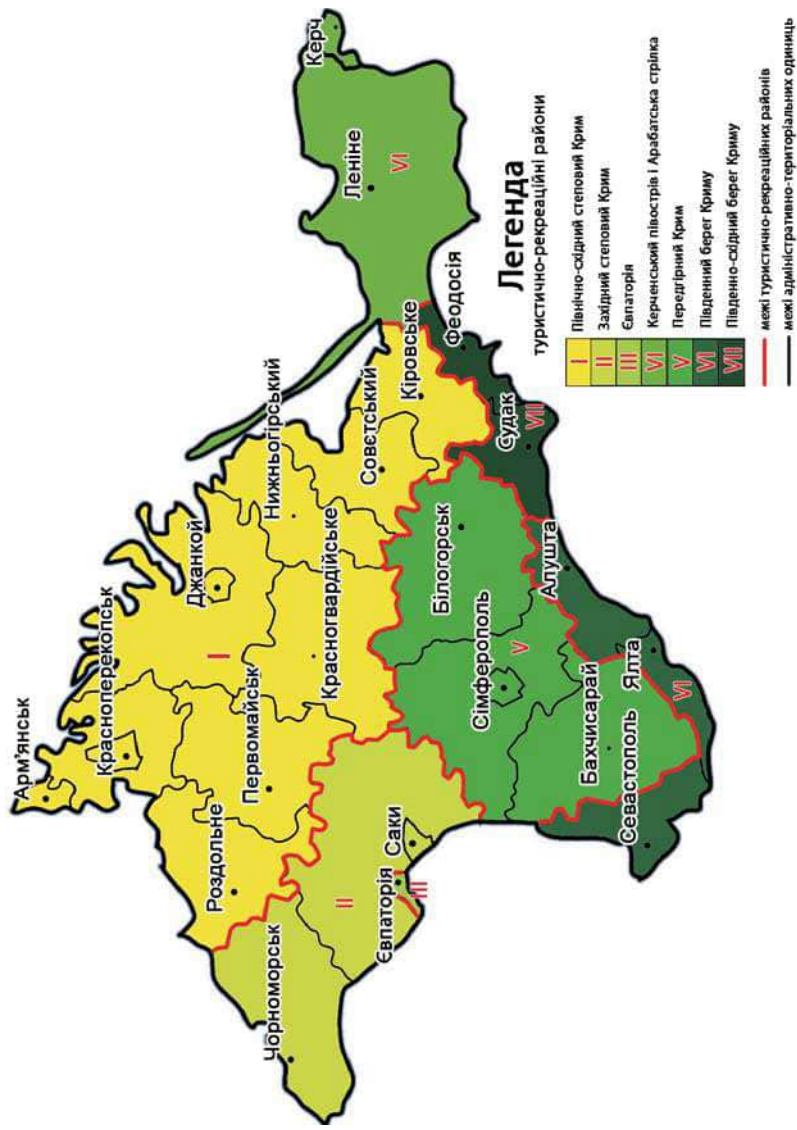 Арм'янськ
Красноперекопськ
Джанкой
Роздольне
Первомайськ
I
Нижньогірський
Красногвардійське
Совєтський
Чорноморськ
II
Євпаторія
III
Саки
Кіровське
Керч
Леніне
VI
Феодосія
Білогорськ
Сімферополь
V
Судак
VII
Бахчисарай
Алушта
Ялта
VI
Севастополь
Легенда
туристично-рекреаційні райони
I Північно-східний степовий Крим
II Західний степовий Крим
III Євпаторія
VI Керченський півострів і Арабатська стрілка
V Передгірний Крим
VI Південний берег Криму
VII Південно-східний берег Криму
межі туристично-рекреаційних районів
межі адміністративно-територіальних одиниць